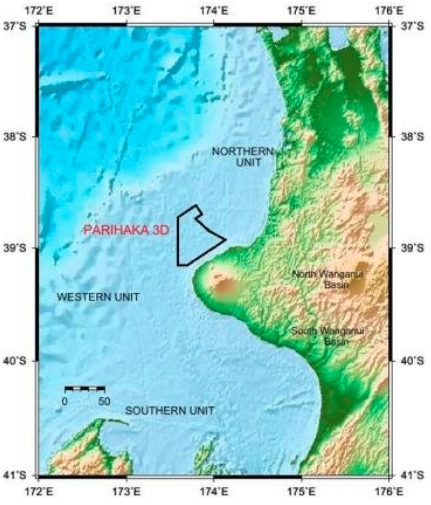 172°E 173°E 174°E 175°E 176°E
37°S 37°S
38°S 38°S
NORTHERN
UNIT
PARIHAKA 3D
39°S 39°S
North Wanganui
Basin
WESTERN UNIT
South Wanganui
Basin
40°S 40°S
0 50
SOUTHERN UNIT
41°S 41°S
172°E 173°E 174°E 175°E 176°E